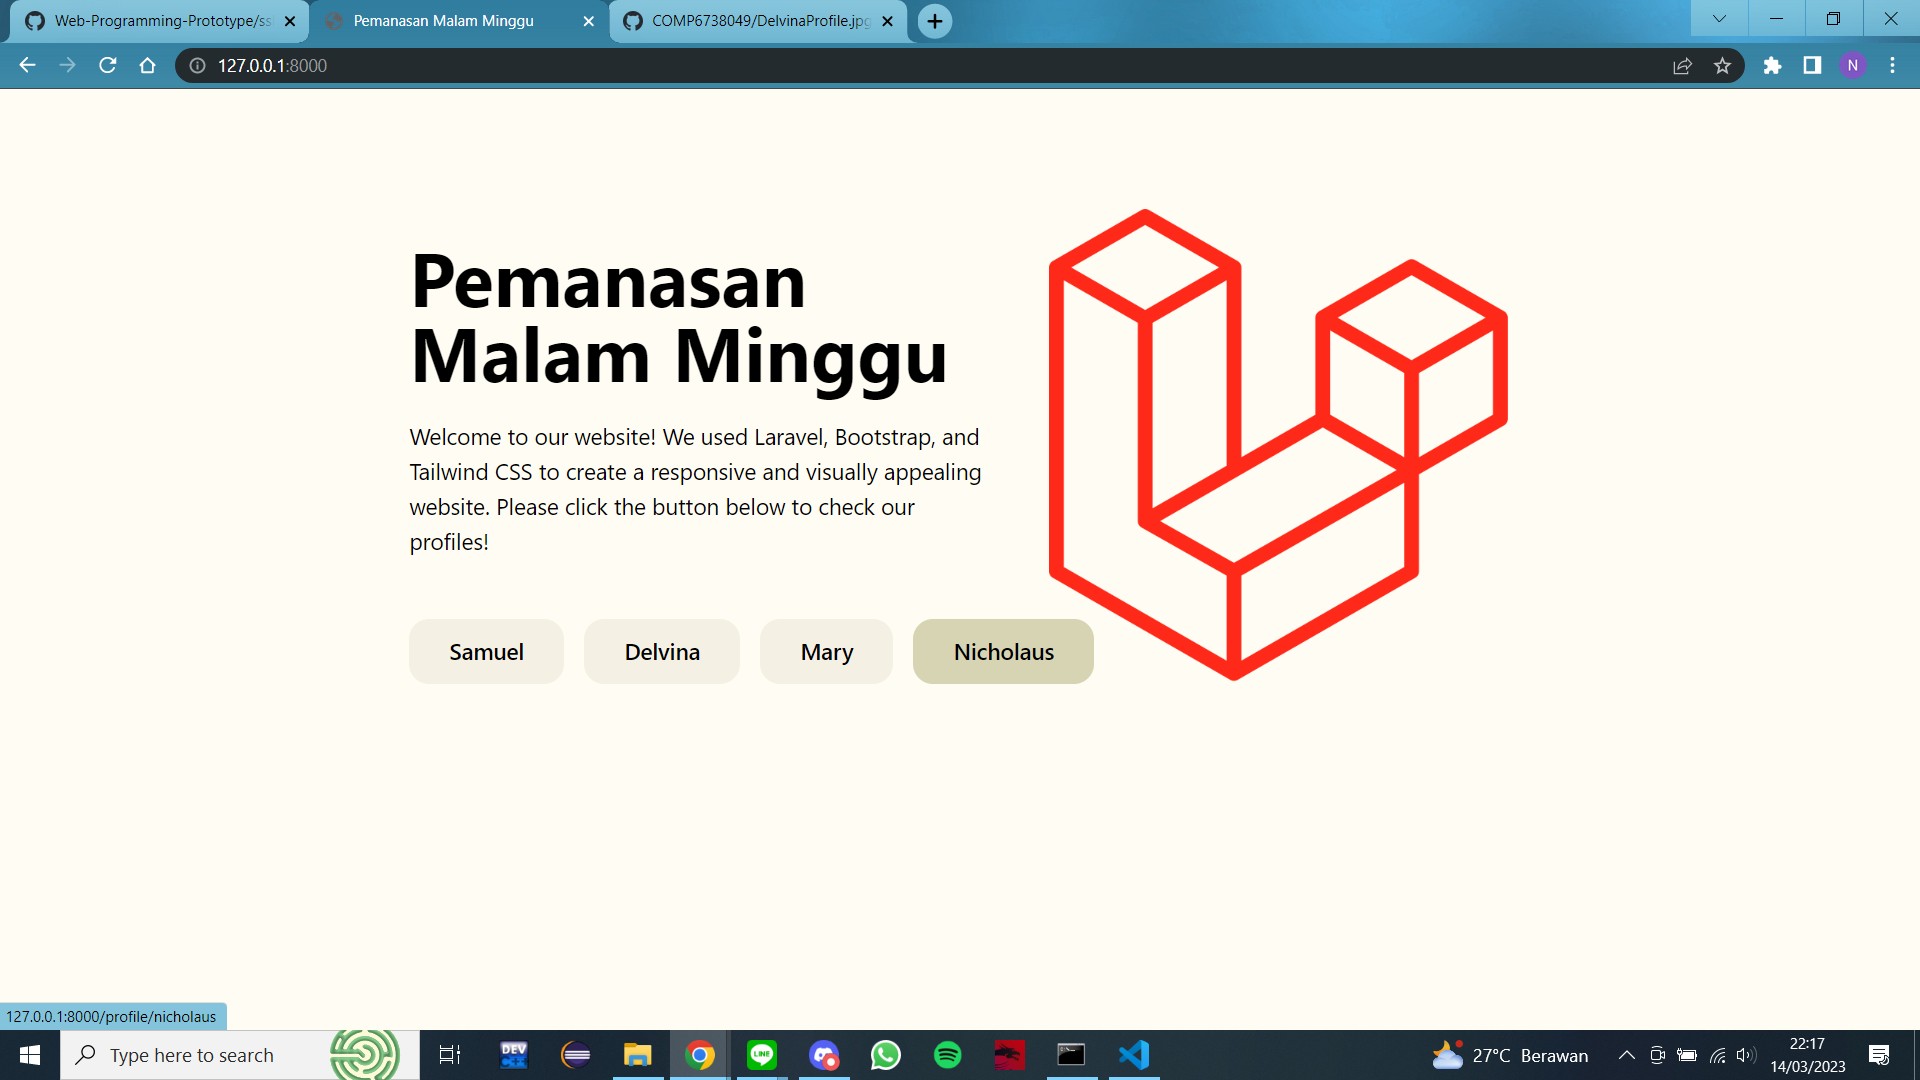 Web-Programming-Prototype/ss
Pemanasan Malam Minggu
COMP6738049/DelvinaProfile.jpg
127.0.0.1:8000
N
Pemanasan
Malam Minggu
Welcome to our website! We used Laravel, Bootstrap, and
Tailwind CSS to create a responsive and visually appealing
website. Please click the button below to check our
profiles!
Samuel
Delvina
Mary
Nicholaus
127.0.0.1:8000/profile/nicholaus
Type here to search
DEV
C++
LINE
27°C Berawan
22:17
14/03/2023